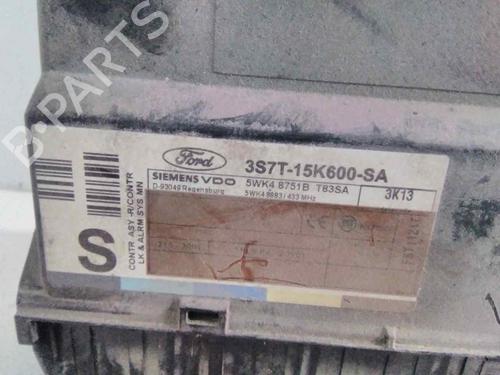 Ford
3S7T-15K600-SA
SIEMENS VDO
5WK4 8751B T83SA
3K13
D-93049 Regensburg
5WK4 8683 / 433 MHz
S
CONTR ASY -R/CONTR
LK & ALRM SYS MN
B-Parts